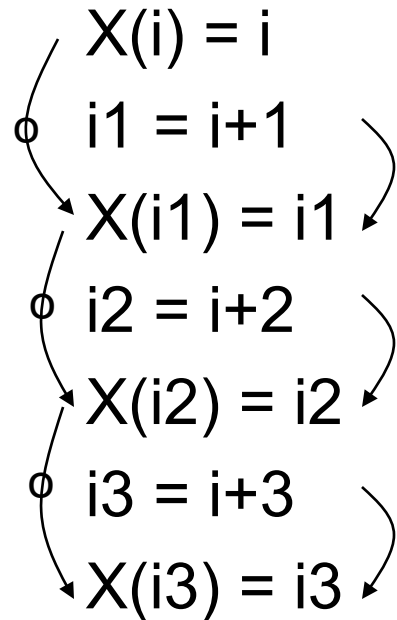 X(i) = i
o i1 = i+1
X(i1) = i1
o i2 = i+2
X(i2) = i2
o i3 = i+3
X(i3) = i3